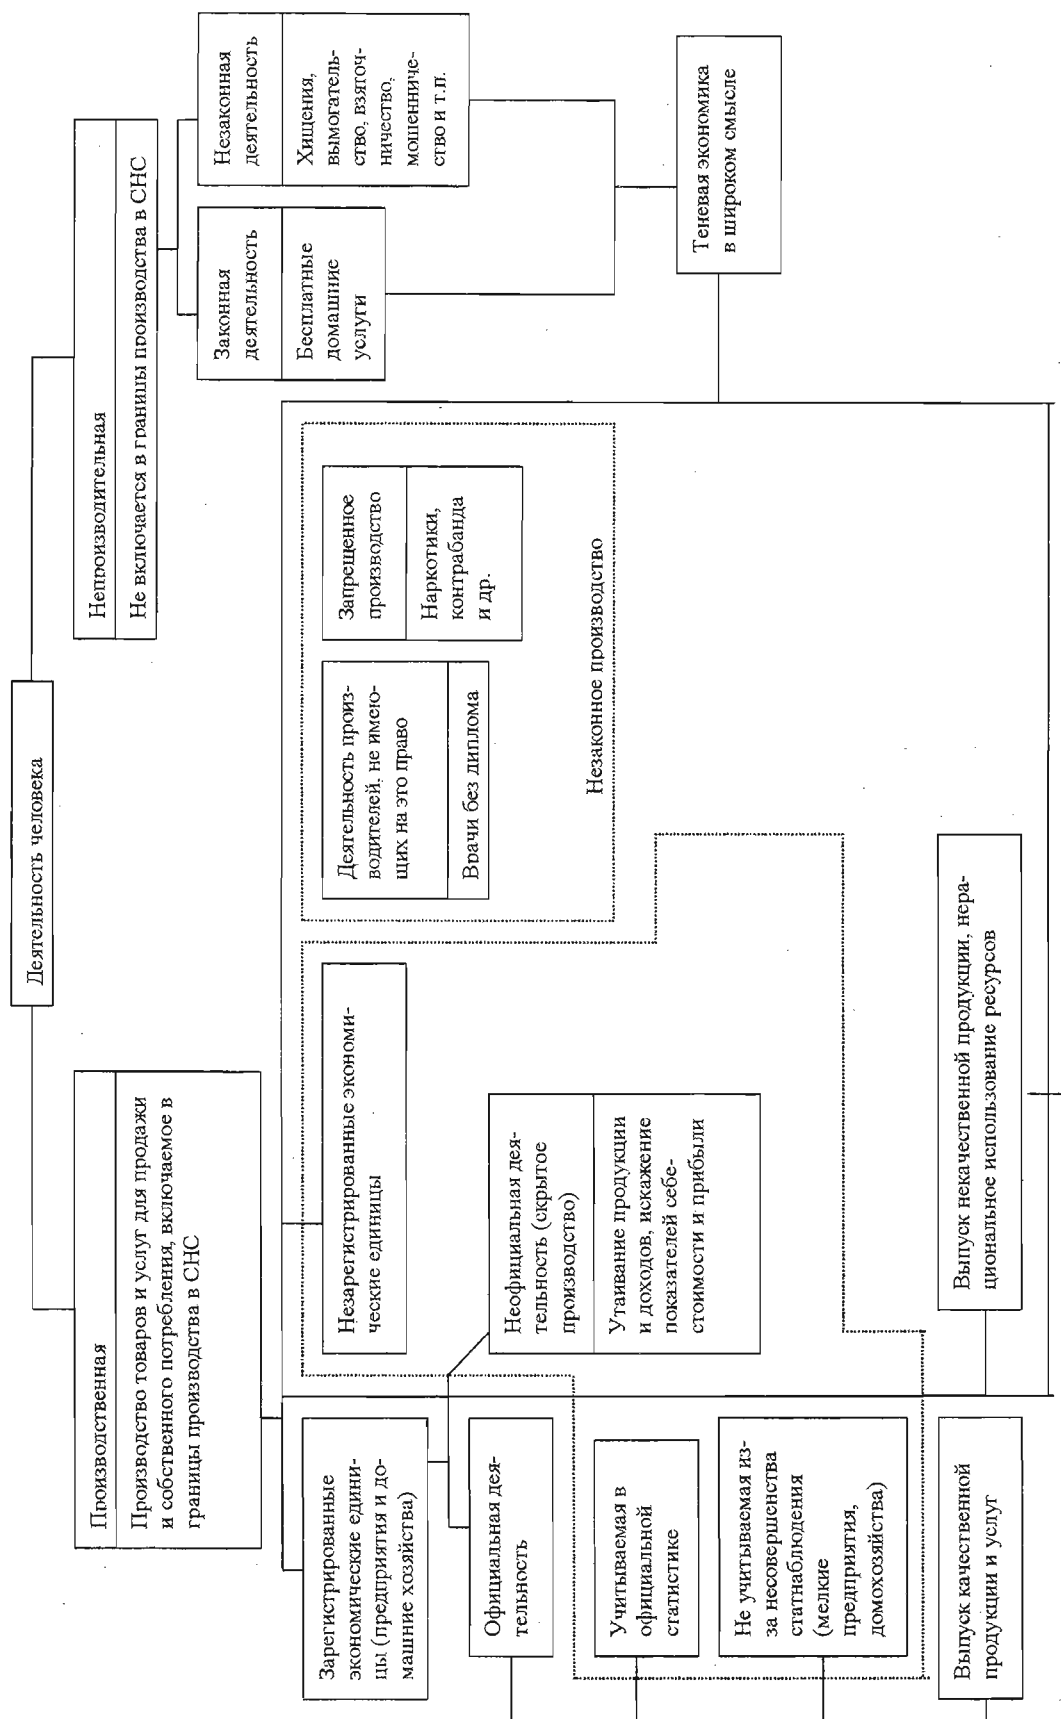 Деятельность человека
Производственная
Производство товаров и услуг для продажи
и собственного потребления, включаемое в
границы производства в СНС
Непроизводительная
Не включается в границы производства в СНС
Зарегистрированные
экономические едини-
цы (предприятия и до-
машние хозяйства)
Незарегистрированные экономи-
ческие единицы
Деятельность произ-
водителей, не имею-
щих на это право
Врачи без диплома
Запрещенное
производство
Наркотики,
контрабанда
и др.
Незаконное производство
Законная
деятельность
Бесплатные
домашние
услуги
Незаконная
деятельность
Хищения,
вымогатель-
ство, взяточ-
ничество,
мошенниче-
ство и т.п.
Официальная дея-
тельность
Неофициальная дея-
тельность (скрытое
производство)
Утаивание продукции
и доходов, искажение
показателей себе-
стоимости и прибыли
Учитываемая в
официальной
статистике
Не учитываемая из-
за несовершенства
статнаблюдения
(мелкие
предприятия,
домохозяйства)
Теневая экономика
в широком смысле
Выпуск качественной
продукции и услуг
Выпуск некачественной продукции, нера-
циональное использование ресурсов